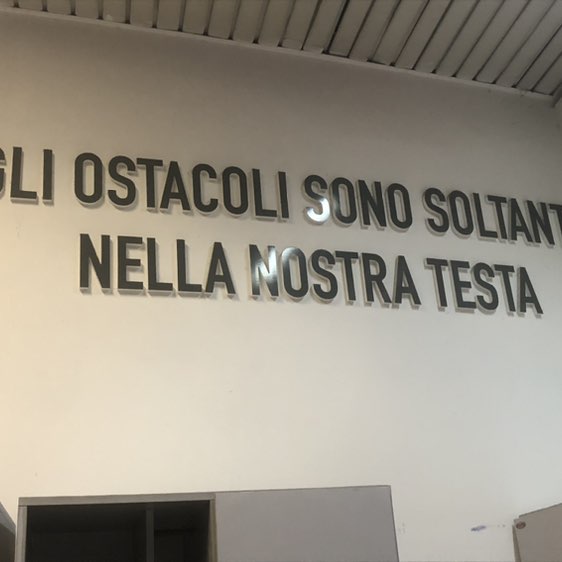 GLI OSTACOLI SONO SOLTANT
NELLA NOSTRA TESTA